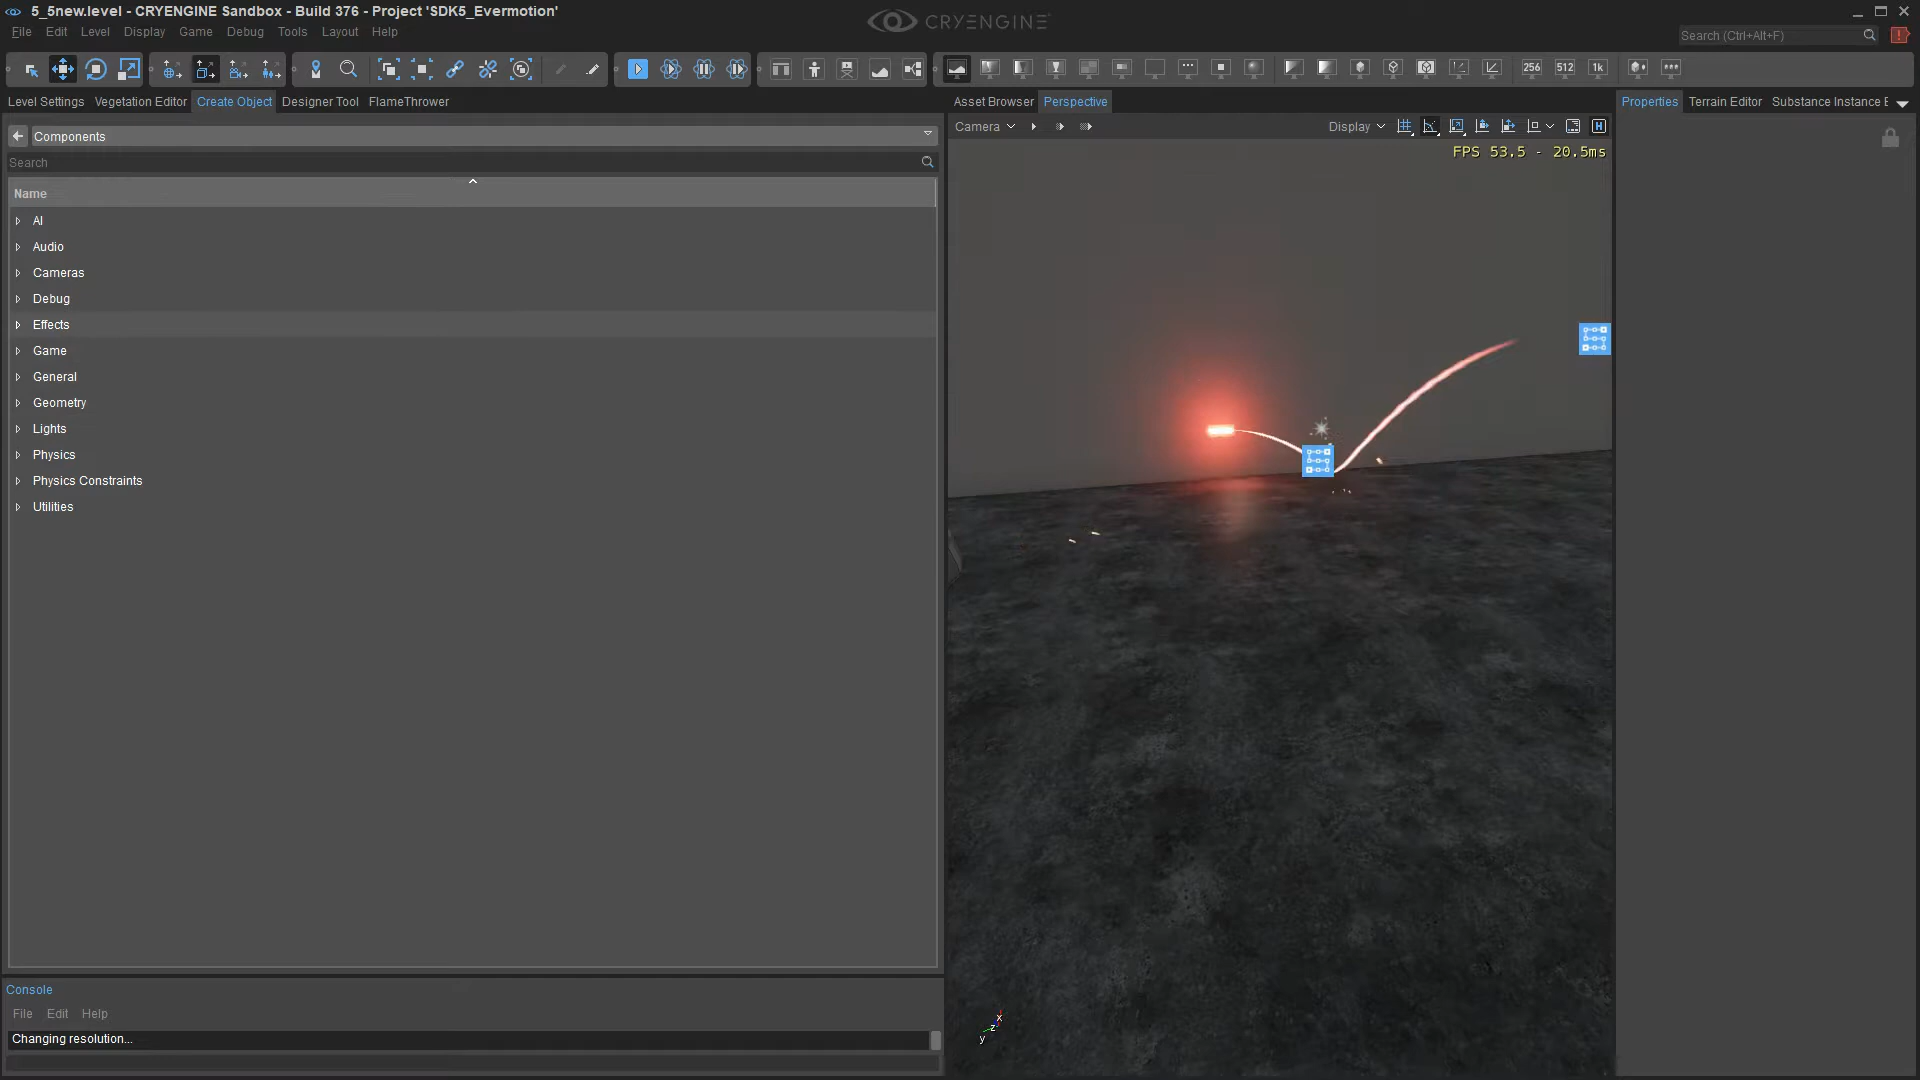 5_5new.level - CRYENGINE Sandbox - Build 376 - Project 'SDK5_Evermotion'
CRYENGINE
File Edit Level Display Game Debug Tools Layout Help
Search (Ctrl+Alt+F)
256 512 1k
Level Settings Vegetation Editor Create Object Designer Tool FlameThrower
Asset Browser Perspective
Properties Terrain Editor Substance Instance E
Components
Camera
Display
FPS 53.5 - 20.5ms
Search
Name
AI
Audio
Cameras
Debug
Effects
Game
General
Geometry
Lights
Physics
Physics Constraints
Utilities
Console
File Edit Help
Changing resolution...
x
z
y